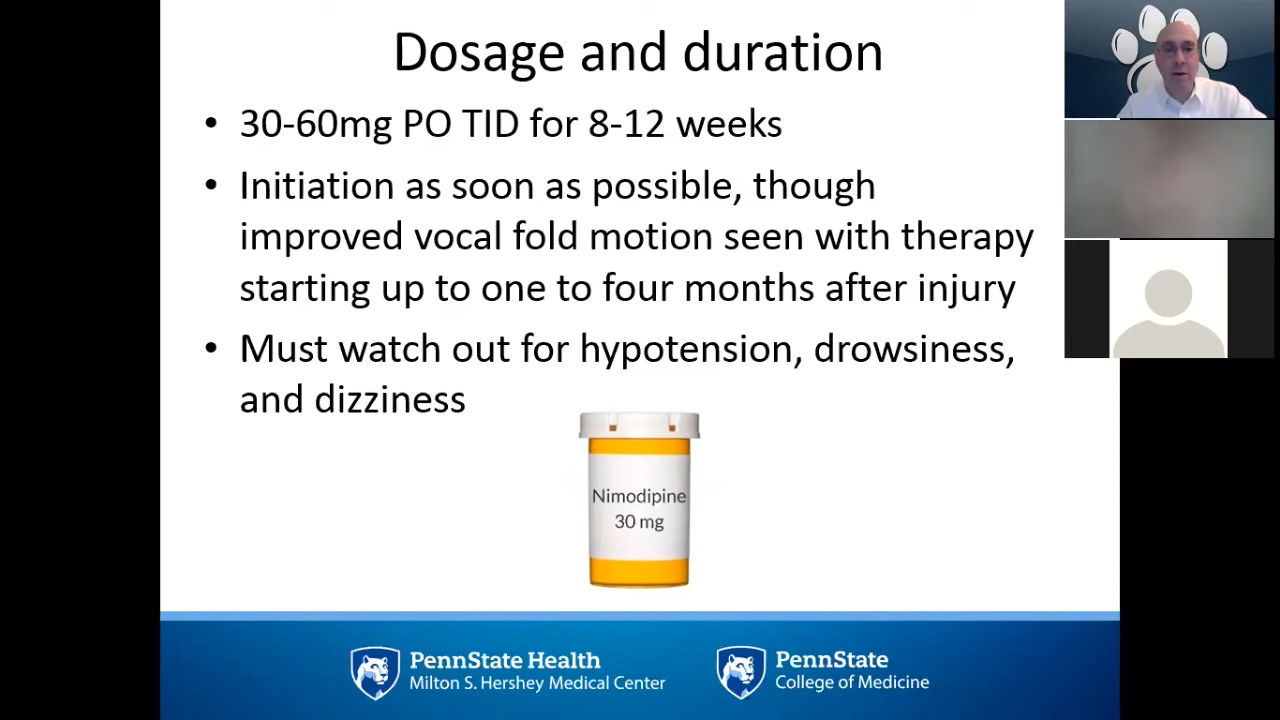 Dosage and duration
• 30-60mg PO TID for 8-12 weeks
• Initiation as soon as possible, though
improved vocal fold motion seen with therapy
starting up to one to four months after injury
• Must watch out for hypotension, drowsiness,
and dizziness
Nimodipine
30 mg
PennState Health
Milton S. Hershey Medical Center
PennState
College of Medicine